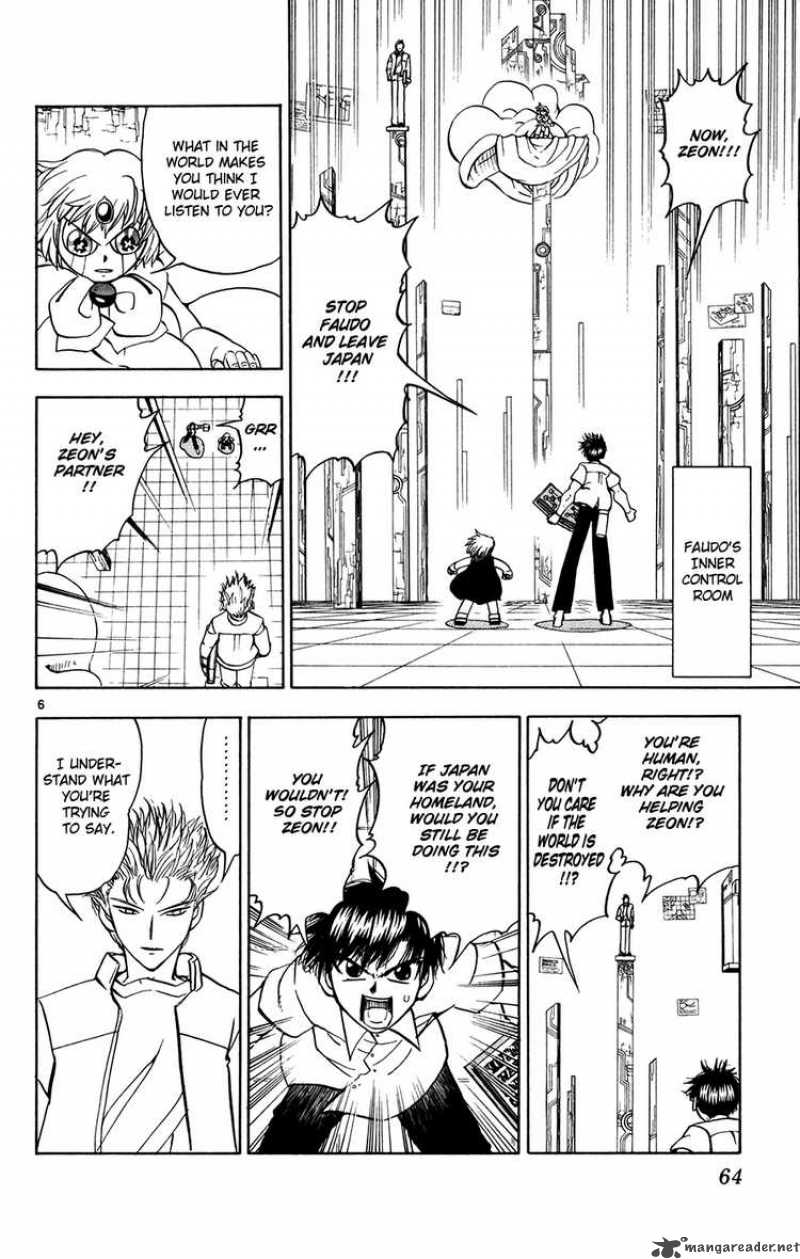 NOW,
ZEON!!!
STOP
FAUDO
AND LEAVE
JAPAN
!!!
FAUDO'S
INNER
CONTROL
ROOM
WHAT IN THE
WORLD MAKES
YOU THINK I
WOULD EVER
LISTEN TO YOU?
GRR
...
HEY,
ZEON'S
PARTNER
!!
6
YOU'RE
HUMAN,
RIGHT!?
WHY ARE YOU
HELPING
ZEON!?
DON'T
YOU CARE
IF THE
WORLD IS
DESTROYED
!!?
IF JAPAN
WAS YOUR
HOMELAND,
WOULD YOU
STILL BE
DOING THIS
!!?
YOU
WOULDN'T!
SO STOP
ZEON!!
.........
I UNDER-
STAND WHAT
YOU'RE
TRYING
TO SAY.
64
mangareader.net